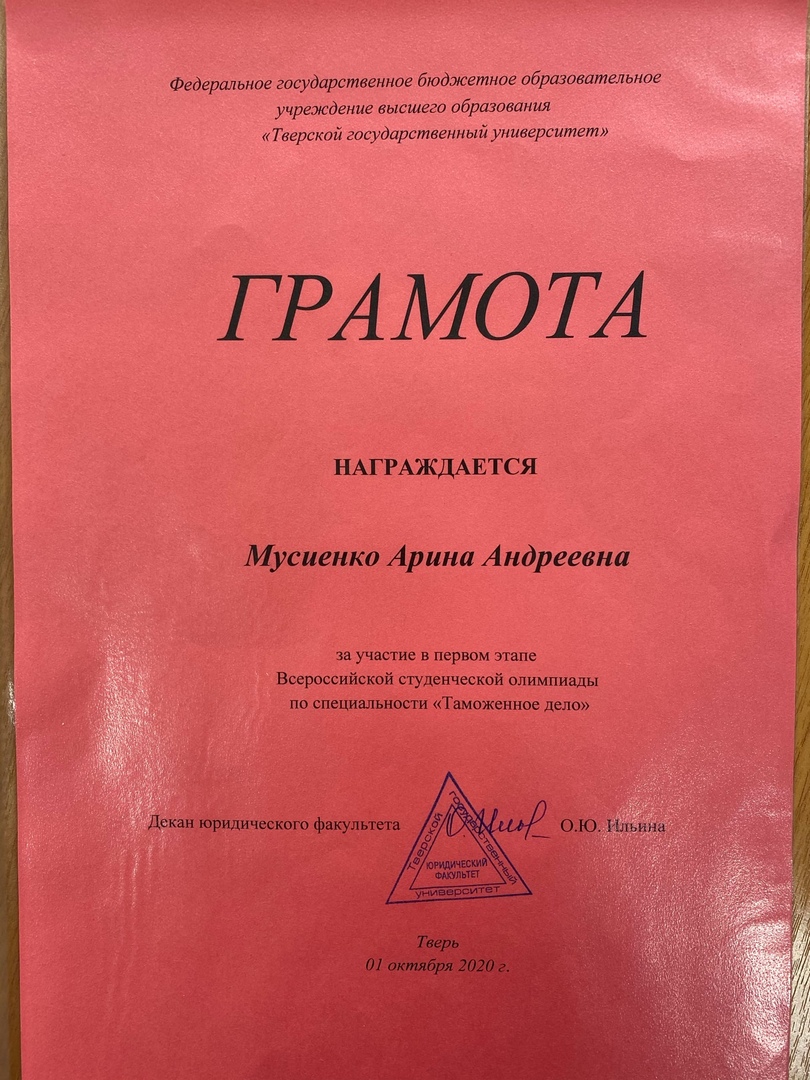 Федеральное государственное бюджетное образовательное
учреждение высшего образования
«Тверской государственный университет»
ГРАМОТА
НАГРАЖДАЕТСЯ
Мусиенко Арина Андреевна
за участие в первом этапе
Всероссийской студенческой олимпиады
по специальности «Таможенное дело»
Декан юридического факультета О.Ю. Ильина
Тверской государственный университет
ЮРИДИЧЕСКИЙ
ФАКУЛЬТЕТ
Тверь
01 октября 2020 г.